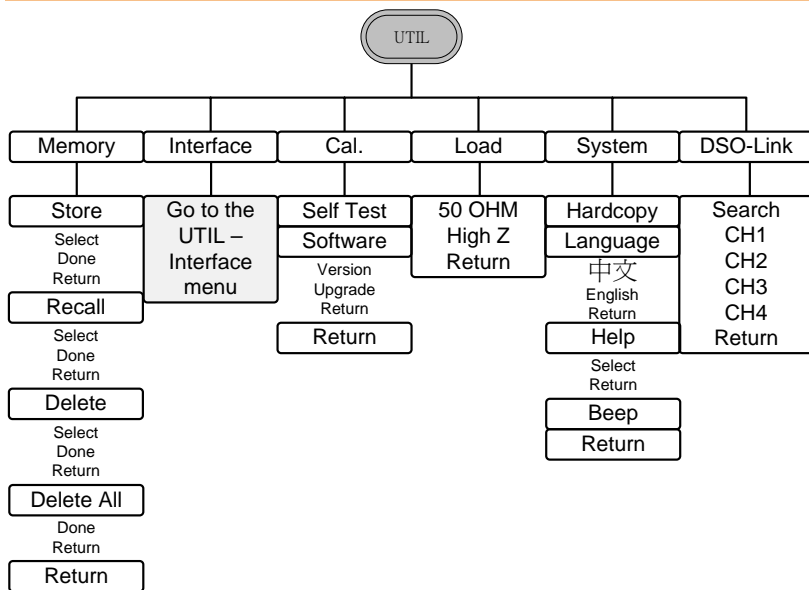 UTIL
Memory
Interface
Cal.
Load
System
DSO-Link
Store
Select
Done
Return
Recall
Select
Done
Return
Delete
Select
Done
Return
Delete All
Done
Return
Return
Go to the
UTIL –
Interface
menu
Self Test
Software
Version
Upgrade
Return
Return
50 OHM
High Z
Return
Hardcopy
Language
中文
English
Return
Help
Select
Return
Beep
Return
Search
CH1
CH2
CH3
CH4
Return